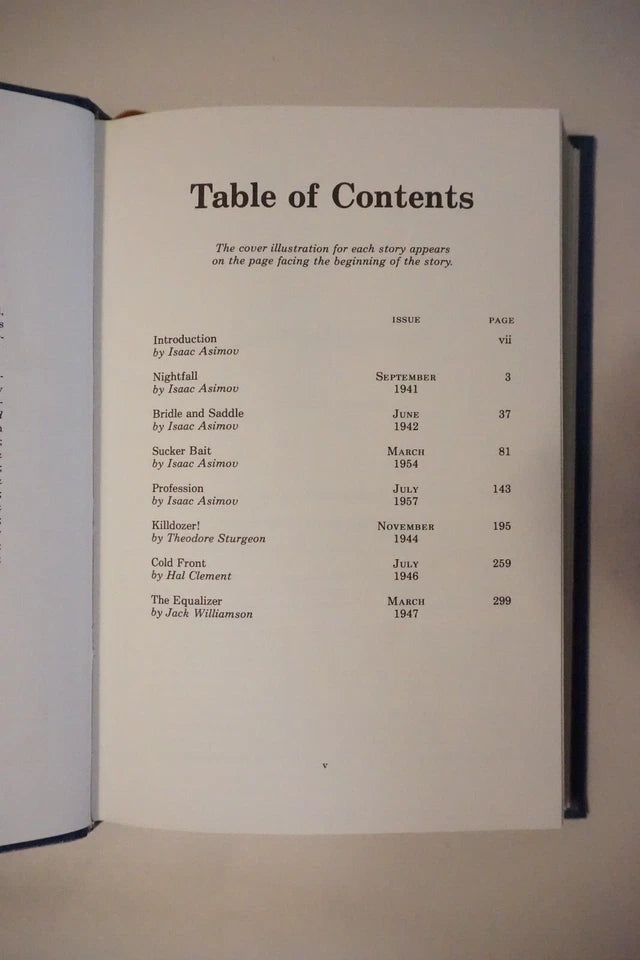 Table of Contents
The cover illustration for each story appears
on the page facing the beginning of the story.
ISSUE PAGE
Introduction vii
by Isaac Asimov
Nightfall SEPTEMBER 3
by Isaac Asimov 1941
Bridle and Saddle JUNE 37
by Isaac Asimov 1942
Sucker Bait MARCH 81
by Isaac Asimov 1954
Profession JULY 143
by Isaac Asimov 1957
Killdozer! NOVEMBER 195
by Theodore Sturgeon 1944
Cold Front JULY 259
by Hal Clement 1946
The Equalizer MARCH 299
by Jack Williamson 1947
v